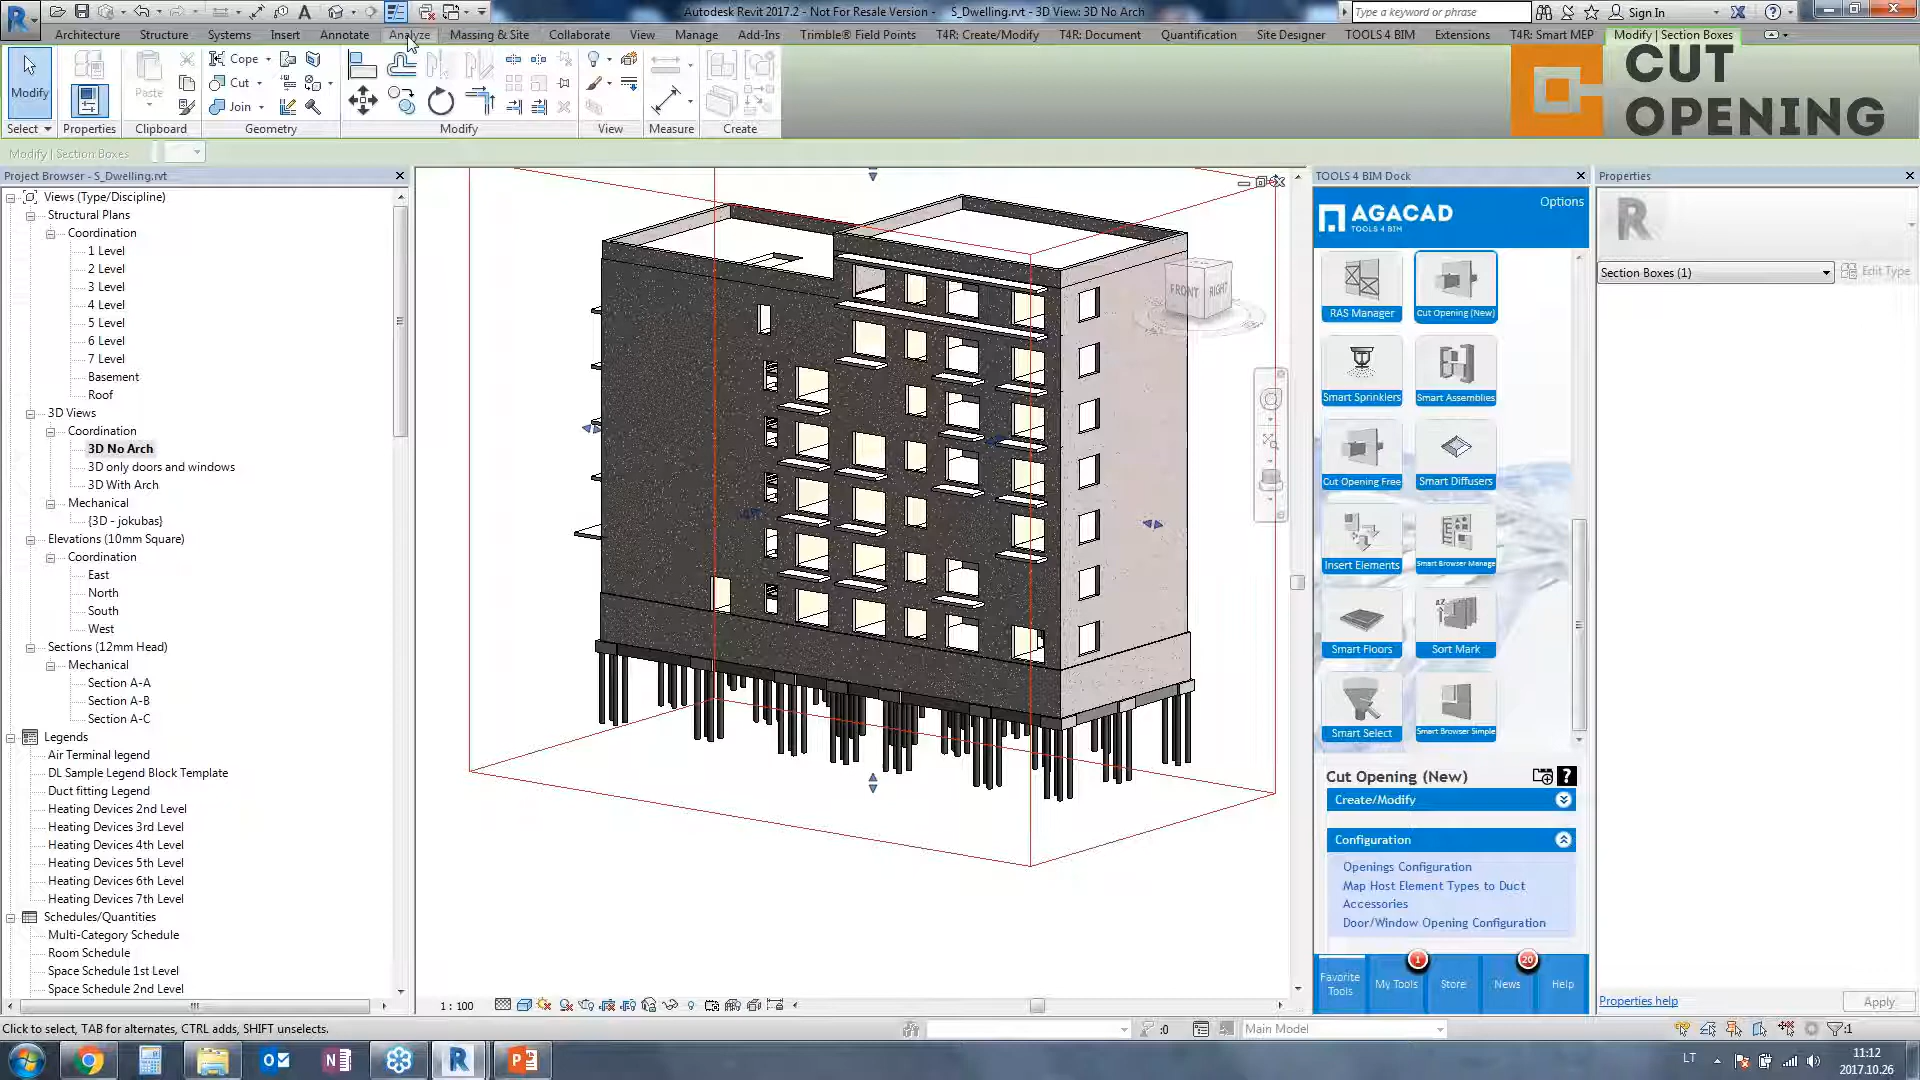 Autodesk Revit 2017.2 - Not For Resale Version - S_Dwelling.rvt - 3D View: 3D No Arch
Type a keyword or phrase
Sign In
Architecture Structure Systems Insert Annotate Analyze Massing & Site Collaborate View Manage Add-Ins Trimble® Field Points T4R: Create/Modify T4R: Document Quantification Site Designer TOOLS 4 BIM Extensions T4R: Smart MEP Modify | Section Boxes
Modify
Paste
Cope
Cut
Join
Select Properties Clipboard Geometry Modify View Measure Create
CUT
OPENING
Modify | Section Boxes
Project Browser - S_Dwelling.rvt
Views (Type/Discipline)
Structural Plans
Coordination
1 Level
2 Level
3 Level
4 Level
5 Level
6 Level
7 Level
Basement
Roof
3D Views
Coordination
3D No Arch
3D only doors and windows
3D With Arch
Mechanical
{3D - jokubas}
Elevations (10mm Square)
Coordination
East
North
South
West
Sections (12mm Head)
Mechanical
Section A-A
Section A-B
Section A-C
Legends
Air Terminal legend
DL Sample Legend Block Template
Duct fitting Legend
Heating Devices 2nd Level
Heating Devices 3rd Level
Heating Devices 4th Level
Heating Devices 5th Level
Heating Devices 6th Level
Heating Devices 7th Level
Schedules/Quantities
Multi-Category Schedule
Room Schedule
Space Schedule 1st Level
Space Schedule 2nd Level
FRONT RIGHT
1 : 100
TOOLS 4 BIM Dock
AGACAD
TOOLS 4 BIM
Options
RAS Manager
Cut Opening (New)
Smart Sprinklers
Smart Assemblies
Cut Opening Free
Smart Diffusers
Insert Elements
Smart Browser Manage
Smart Floors
Sort Mark
Smart Select
Smart Browser Simple
Cut Opening (New)
?
Create/Modify
Configuration
Openings Configuration
Map Host Element Types to Duct
Accessories
Door/Window Opening Configuration
Favorite
Tools
My Tools
1
Store
News
20
Help
Properties
Section Boxes (1)
Edit Type
Properties help
Apply
Click to select, TAB for alternates, CTRL adds, SHIFT unselects.
:0
Main Model
:1
LT
11:12
2017.10.26